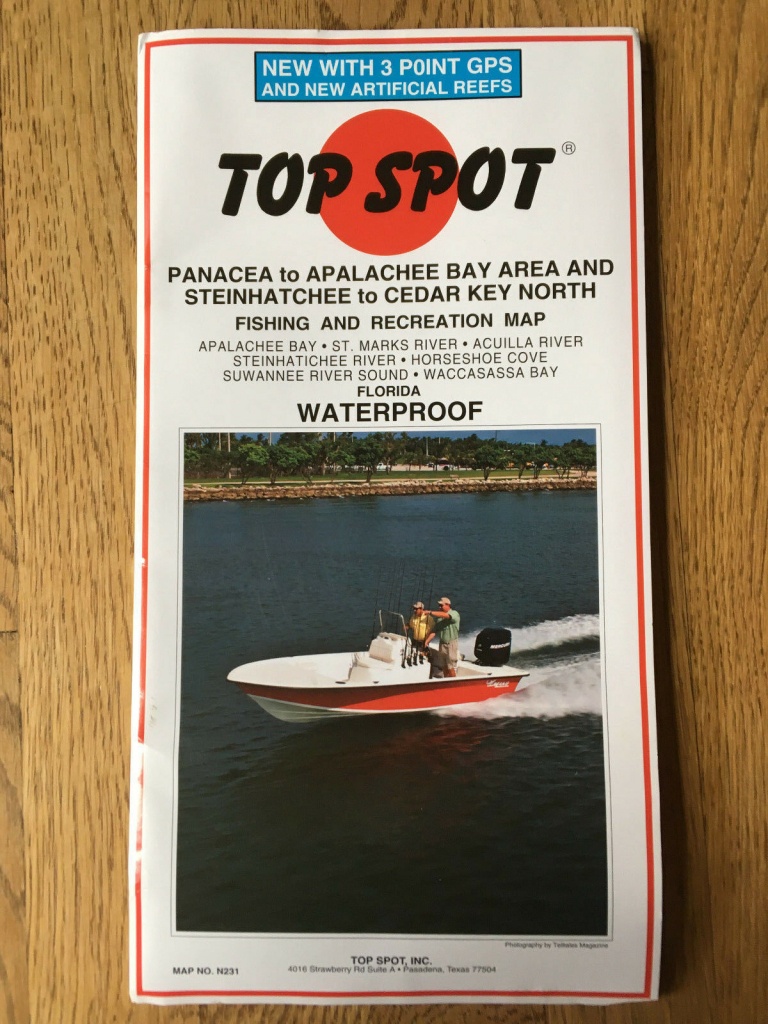 NEW WITH 3 POINT GPS
AND NEW ARTIFICIAL REEFS
TOP SPOT®
PANACEA to APALACHEE BAY AREA AND
STEINHATCHEE to CEDAR KEY NORTH
FISHING AND RECREATION MAP
APALACHEE BAY • ST. MARKS RIVER • ACUILLA RIVER
STEINHATICHEE RIVER • HORSESHOE COVE
SUWANNEE RIVER SOUND • WACCASASSA BAY
FLORIDA
WATERPROOF
MERCURY
Photography by Telltales Magazine
TOP SPOT, INC.
MAP NO. N231
4016 Strawberry Rd Suite A • Pasadena, Texas 77504